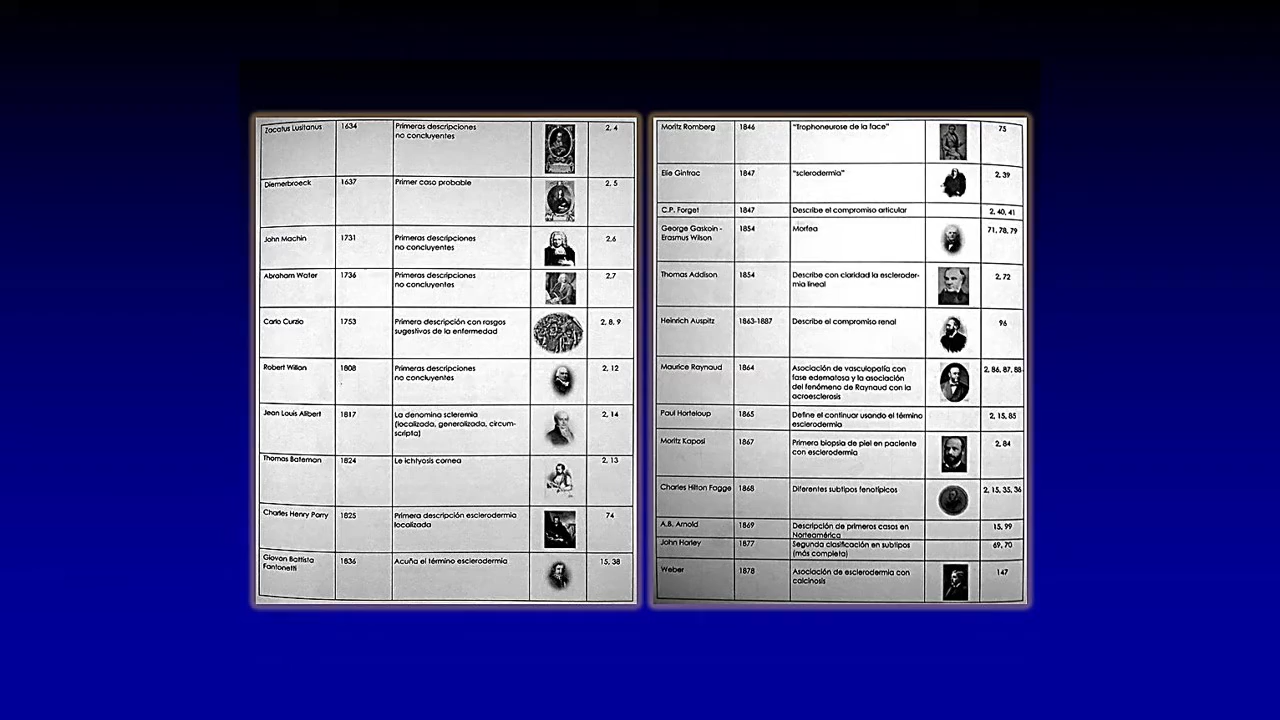 Zacatus Lusitanus 1634 Primeras descripciones 2, 4
no concluyentes
Diemerbroeck 1637 Primer caso probable 2, 5
John Machin 1731 Primeras descripciones 2,6
no concluyentes
Abraham Water 1736 Primeras descripciones 2,7
no concluyentes
Carlo Curzio 1753 Primera descripción con rasgos 2, 8, 9
sugestivos de la enfermedad
Robert Willan 1808 Primeras descripciones 2, 12
no concluyentes
Jean Louis Alibert 1817 La denomina scleremia 2, 14
(localizada, generalizada, circum-
scripta)
Thomas Bateman 1824 Le ichtyosis cornea 2, 13
Charles Henry Parry 1825 Primera descripción esclerodermia 74
localizada
Giovan Battista 1836 Acuña el término esclerodermia 15, 38
Fantonetti
Moritz Romberg 1846 "Trophoneurose de la face" 75
Elie Gintrac 1847 "sclerodermia" 2, 39
C.P. Forget 1847 Describe el compromiso articular 2, 40, 41
George Gaskoin - 1854 Morfea 71, 78, 79
Erasmus Wilson
Thomas Addison 1854 Describe con claridad la escleroder- 2, 72
mia lineal
Heinrich Auspitz 1863-1887 Describe el compromiso renal 96
Maurice Raynaud 1864 Asociación de vasculopatía con 2, 86, 87, 88
fase edematosa y la asociación
del fenómeno de Raynaud con la
acroesclerosis
Paul Horteloup 1865 Define el continuar usando el término 2, 15, 85
esclerodermia
Moritz Kaposi 1867 Primera biopsia de piel en paciente 2, 84
con esclerodermia
Charles Hilton Fagge 1868 Diferentes subtipos fenotípicos 2, 15, 35, 36
A.B. Arnold 1869 Descripción de primeros casos en 15, 99
Norteamérica
John Harley 1877 Segunda clasificación en subtipos 69, 70
(más completa)
Weber 1878 Asociación de esclerodermia con 147
calcinosis